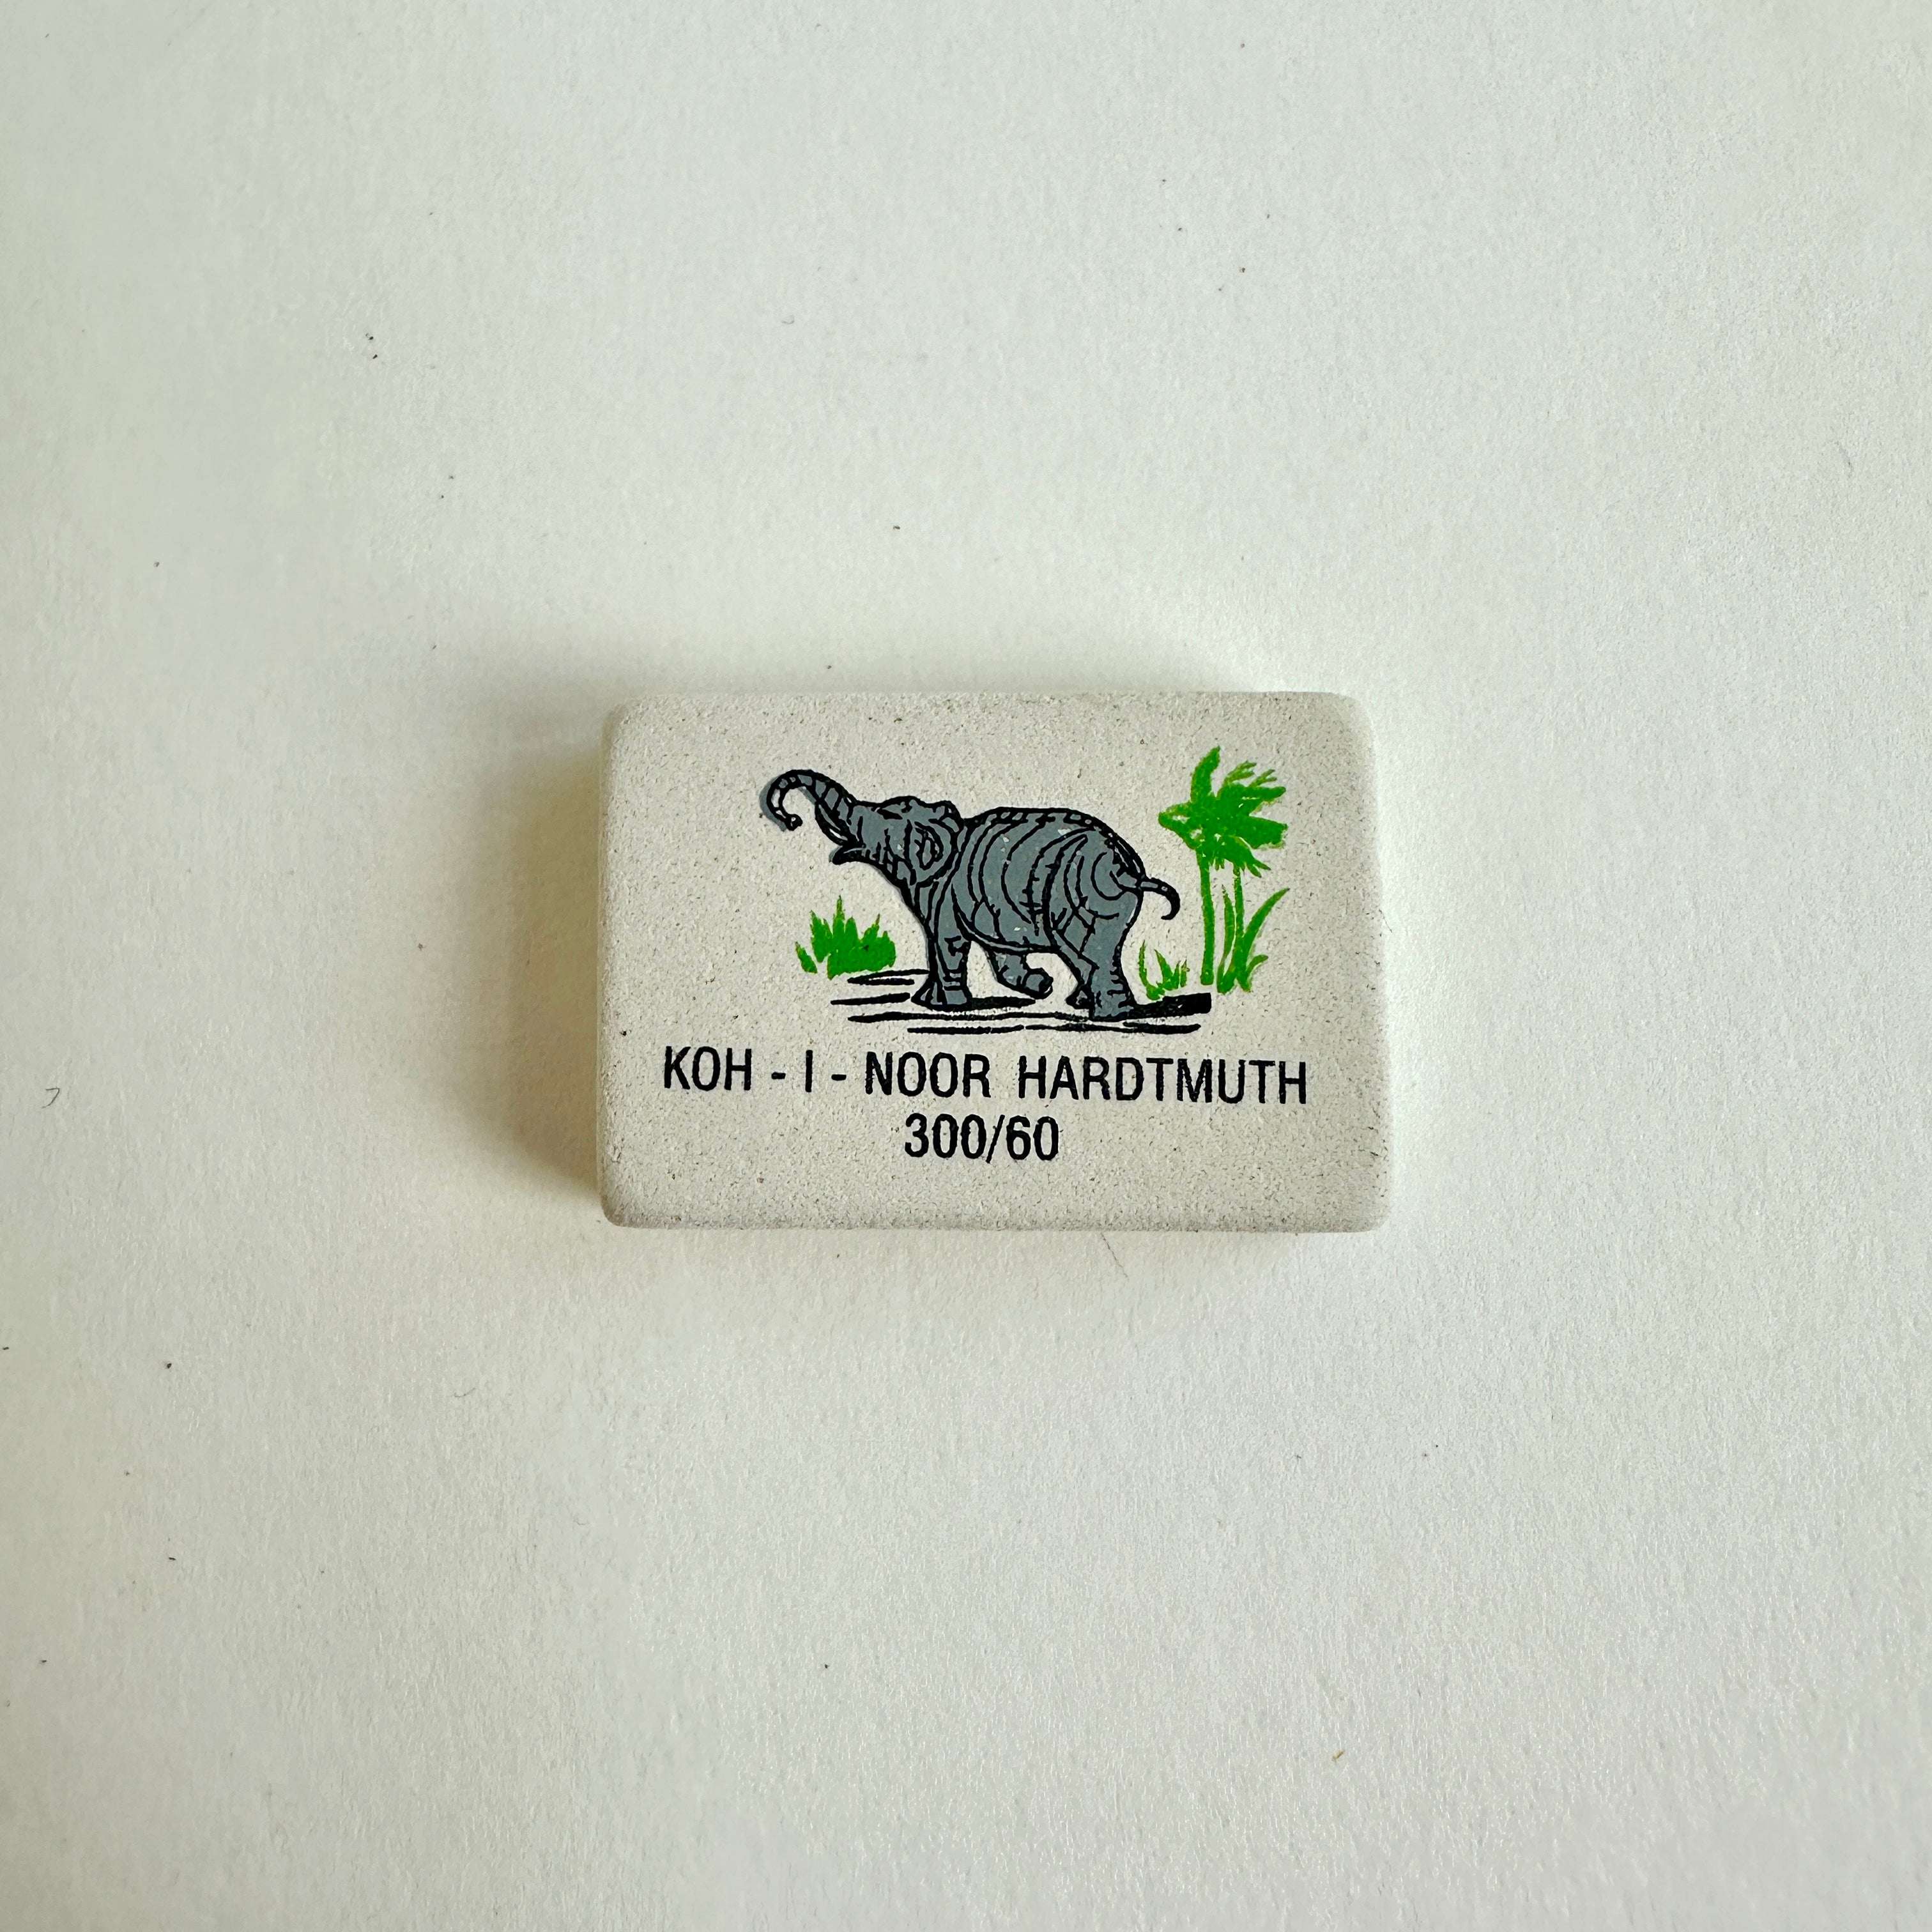 KOH - I - NOOR HARDTMUTH
300/60